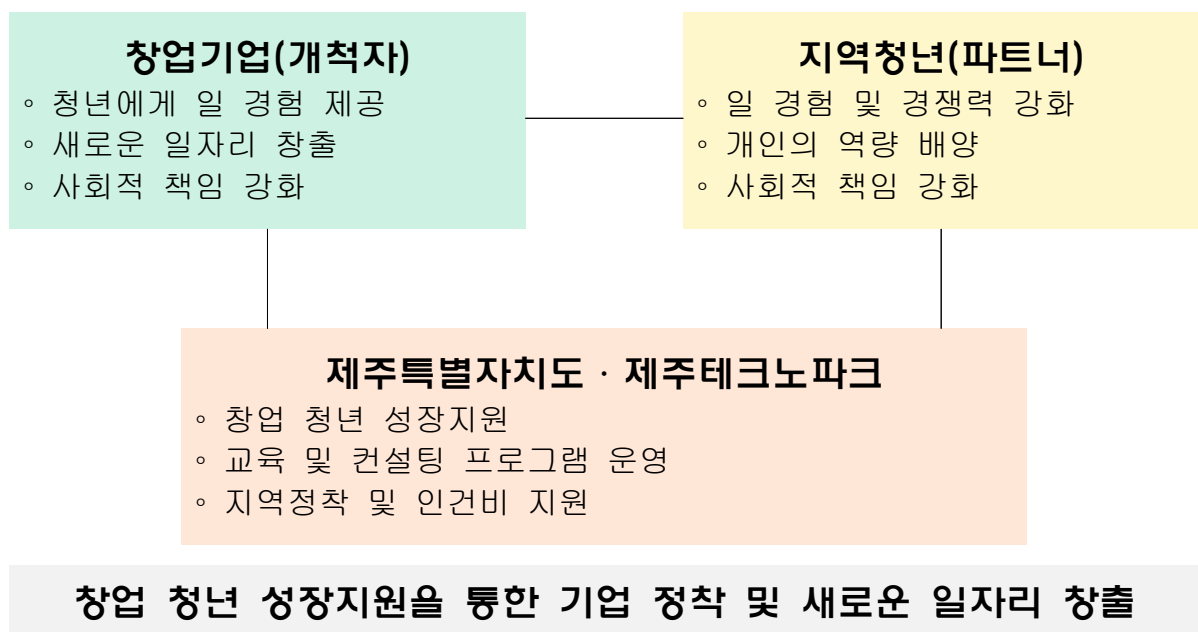 창업기업(개척자)
◦ 청년에게 일 경험 제공
◦ 새로운 일자리 창출
◦ 사회적 책임 강화
지역청년(파트너)
◦ 일 경험 및 경쟁력 강화
◦ 개인의 역량 배양
◦ 사회적 책임 강화
제주특별자치도 · 제주테크노파크
◦ 창업 청년 성장지원
◦ 교육 및 컨설팅 프로그램 운영
◦ 지역정착 및 인건비 지원
창업 청년 성장지원을 통한 기업 정착 및 새로운 일자리 창출